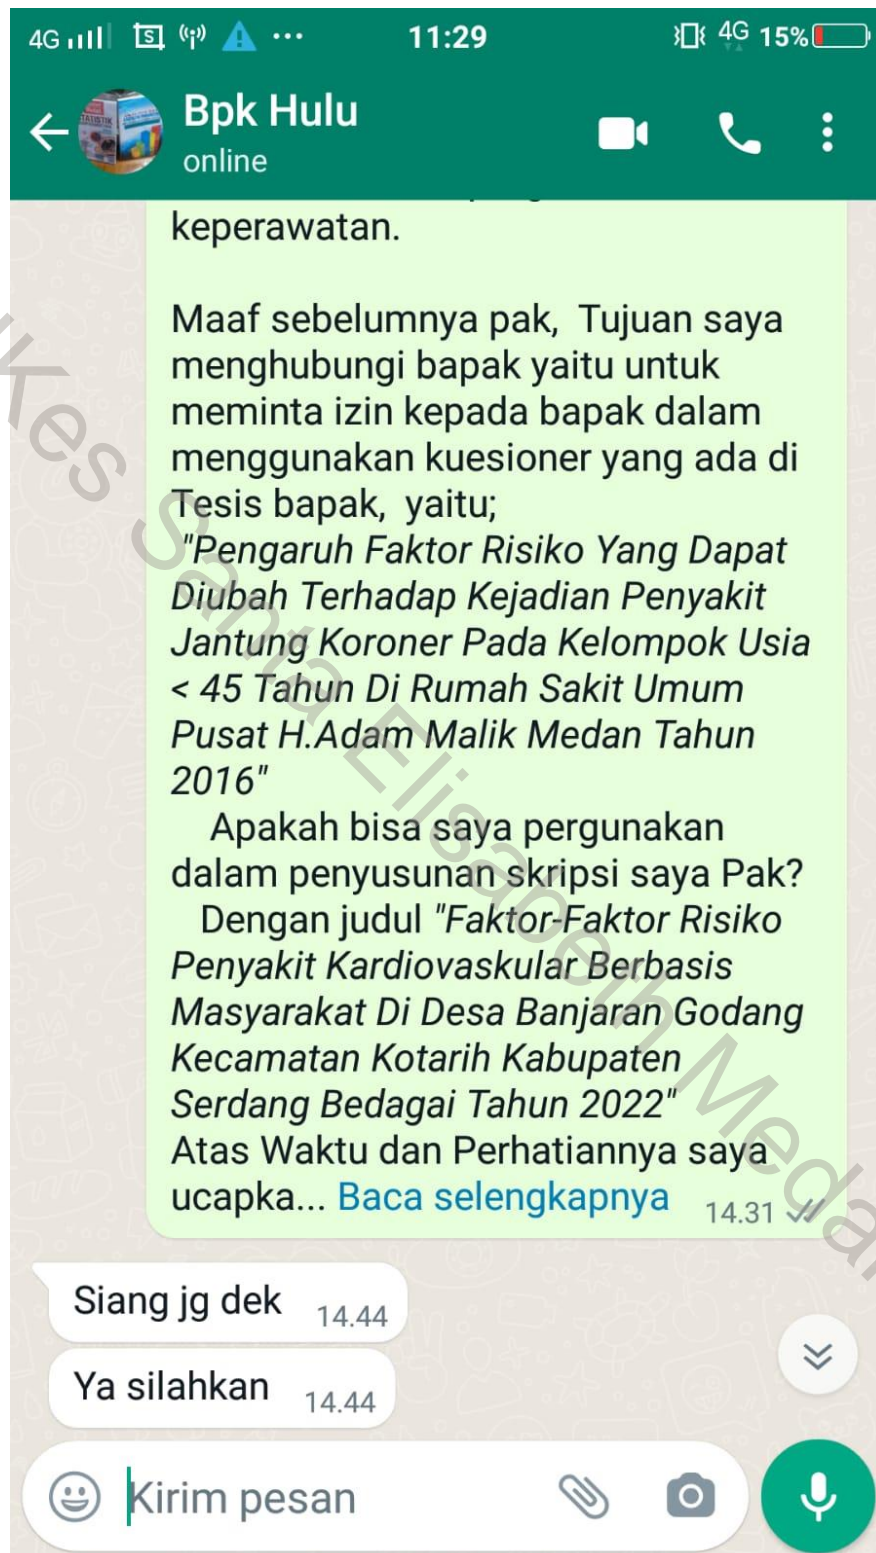 4G 11:29 4G 15%
Bpk Hulu
online
keperawatan.
Maaf sebelumnya pak, Tujuan saya
menghubungi bapak yaitu untuk
meminta izin kepada bapak dalam
menggunakan kuesioner yang ada di
Tesis bapak, yaitu;
"Pengaruh Faktor Risiko Yang Dapat
Diubah Terhadap Kejadian Penyakit
Jantung Koroner Pada Kelompok Usia
< 45 Tahun Di Rumah Sakit Umum
Pusat H.Adam Malik Medan Tahun
2016"
Apakah bisa saya pergunakan
dalam penyusunan skripsi saya Pak?
Dengan judul "Faktor-Faktor Risiko
Penyakit Kardiovaskular Berbasis
Masyarakat Di Desa Banjaran Godang
Kecamatan Kotarih Kabupaten
Serdang Bedagai Tahun 2022"
Atas Waktu dan Perhatiannya saya
ucapka... Baca selengkapnya 14.31
Siang jg dek 14.44
Ya silahkan 14.44
Kirim pesan
Kes Santa Elisabeth Medan